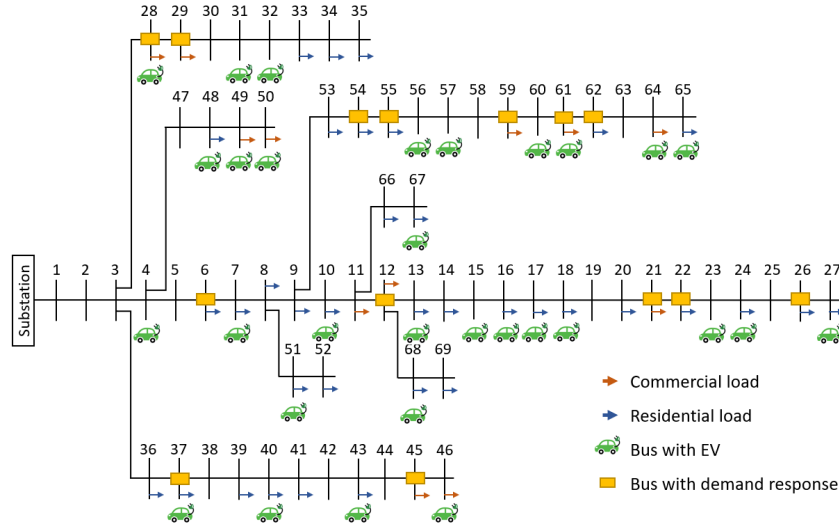 28 29 30 31 32 33 34 35
47 48 49 50
53 54 55 56 57 58 59 60 61 62 63 64 65
66 67
Substation
1 2 3 4 5 6 7 8 9 10 11 12 13 14 15 16 17 18 19 20 21 22 23 24 25 26 27
51 52
68 69
Commercial load
Residential load
Bus with EV
Bus with demand response
36 37 38 39 40 41 42 43 44 45 46